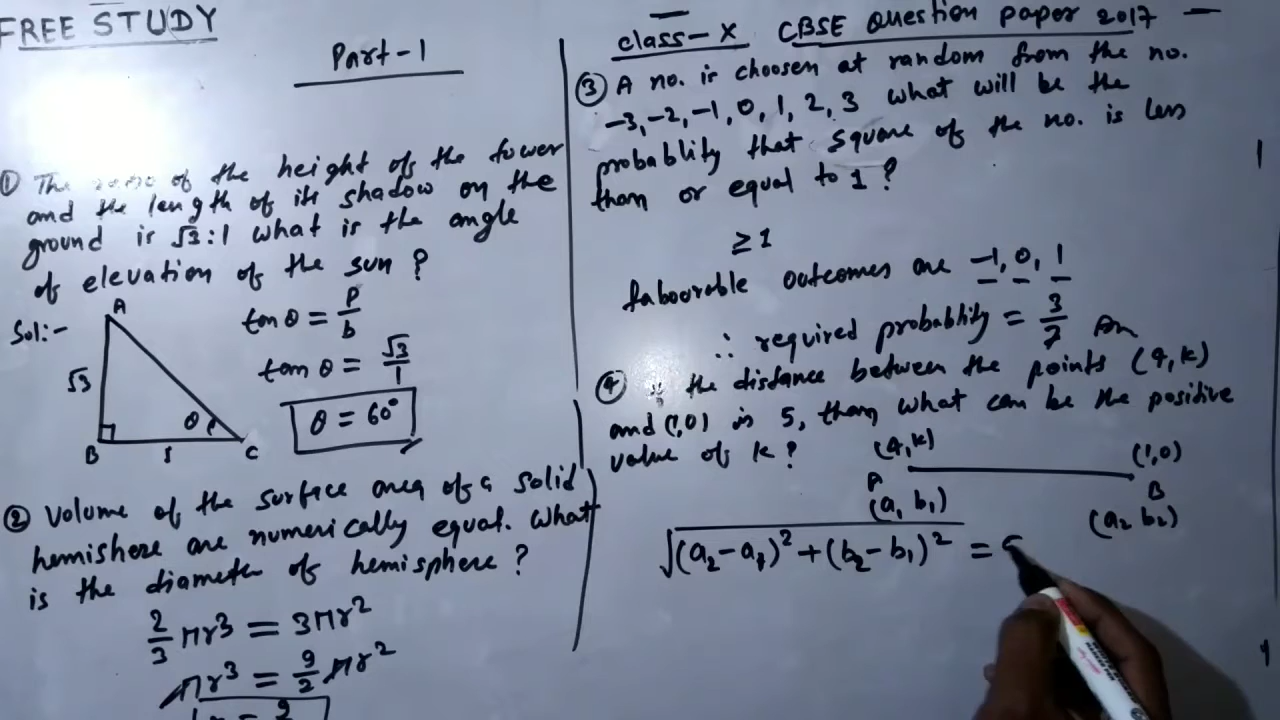 FREE STUDY
Part-1
① The of the height of the tower
and the length of its shadow on the
ground is √3:1 what is the angle
of elevation of the sun ?
Sol:-
A
√3
B
1
C
θ
tan θ = p/b
tan θ = √3/1
θ = 60°
② Volume of the surface area of a solid
hemishere are numerically equal. What
is the diameter of hemisphere ?
2/3 πr³ = 3πr²
πr³ = 9/2 πr²
class-X CBSE Question paper 2017
③ A no. is choosen at random from the no.
-3,-2,-1,0,1,2,3 what will be the
probablity that square of the no. is less
than or equal to 1 ?
≥ 1
favourable outcomes are -1, 0, 1
∴ required probablity = 3/7 An
④ the distance between the points (4,k)
and (1,0) is 5, than what can be the positive
value of k ?
(4,k)
(1,0)
A
B
(a₁ b₁)
(a₂ b₂)
√(a₂-a₁)²+(b₂-b₁)² =